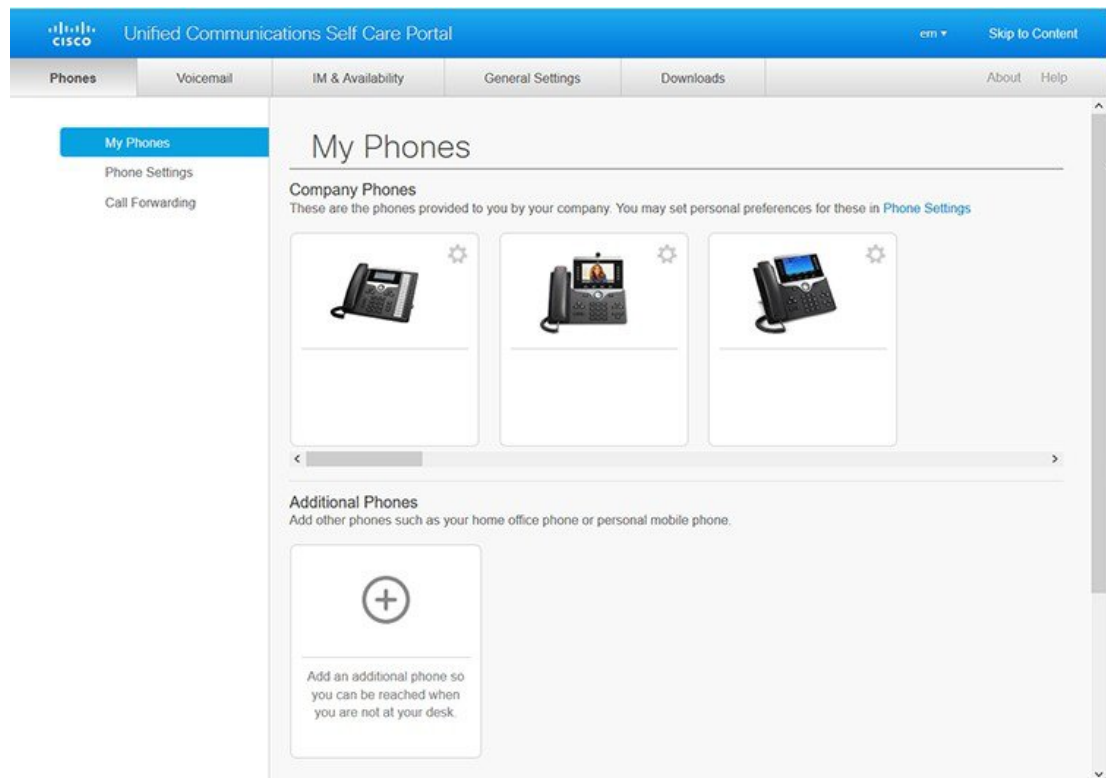 cisco
Unified Communications Self Care Portal
em
Skip to Content
Phones
Voicemail
IM & Availability
General Settings
Downloads
About
Help
My Phones
Phone Settings
Call Forwarding
My Phones
Company Phones
These are the phones provided to you by your company. You may set personal preferences for these in Phone Settings
Additional Phones
Add other phones such as your home office phone or personal mobile phone.
Add an additional phone so
you can be reached when
you are not at your desk.